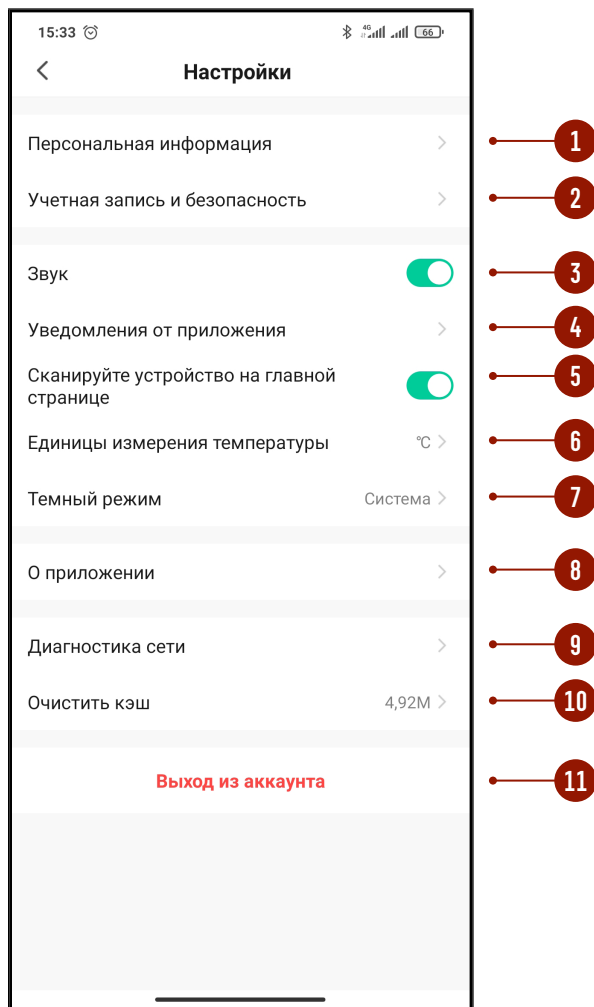 15:33 4G 66
Настройки
Персональная информация 1
Учетная запись и безопасность 2
Звук 3
Уведомления от приложения 4
Сканируйте устройство на главной
странице 5
Единицы измерения температуры °C 6
Темный режим Система 7
О приложении 8
Диагностика сети 9
Очистить кэш 4,92M 10
Выход из аккаунта 11